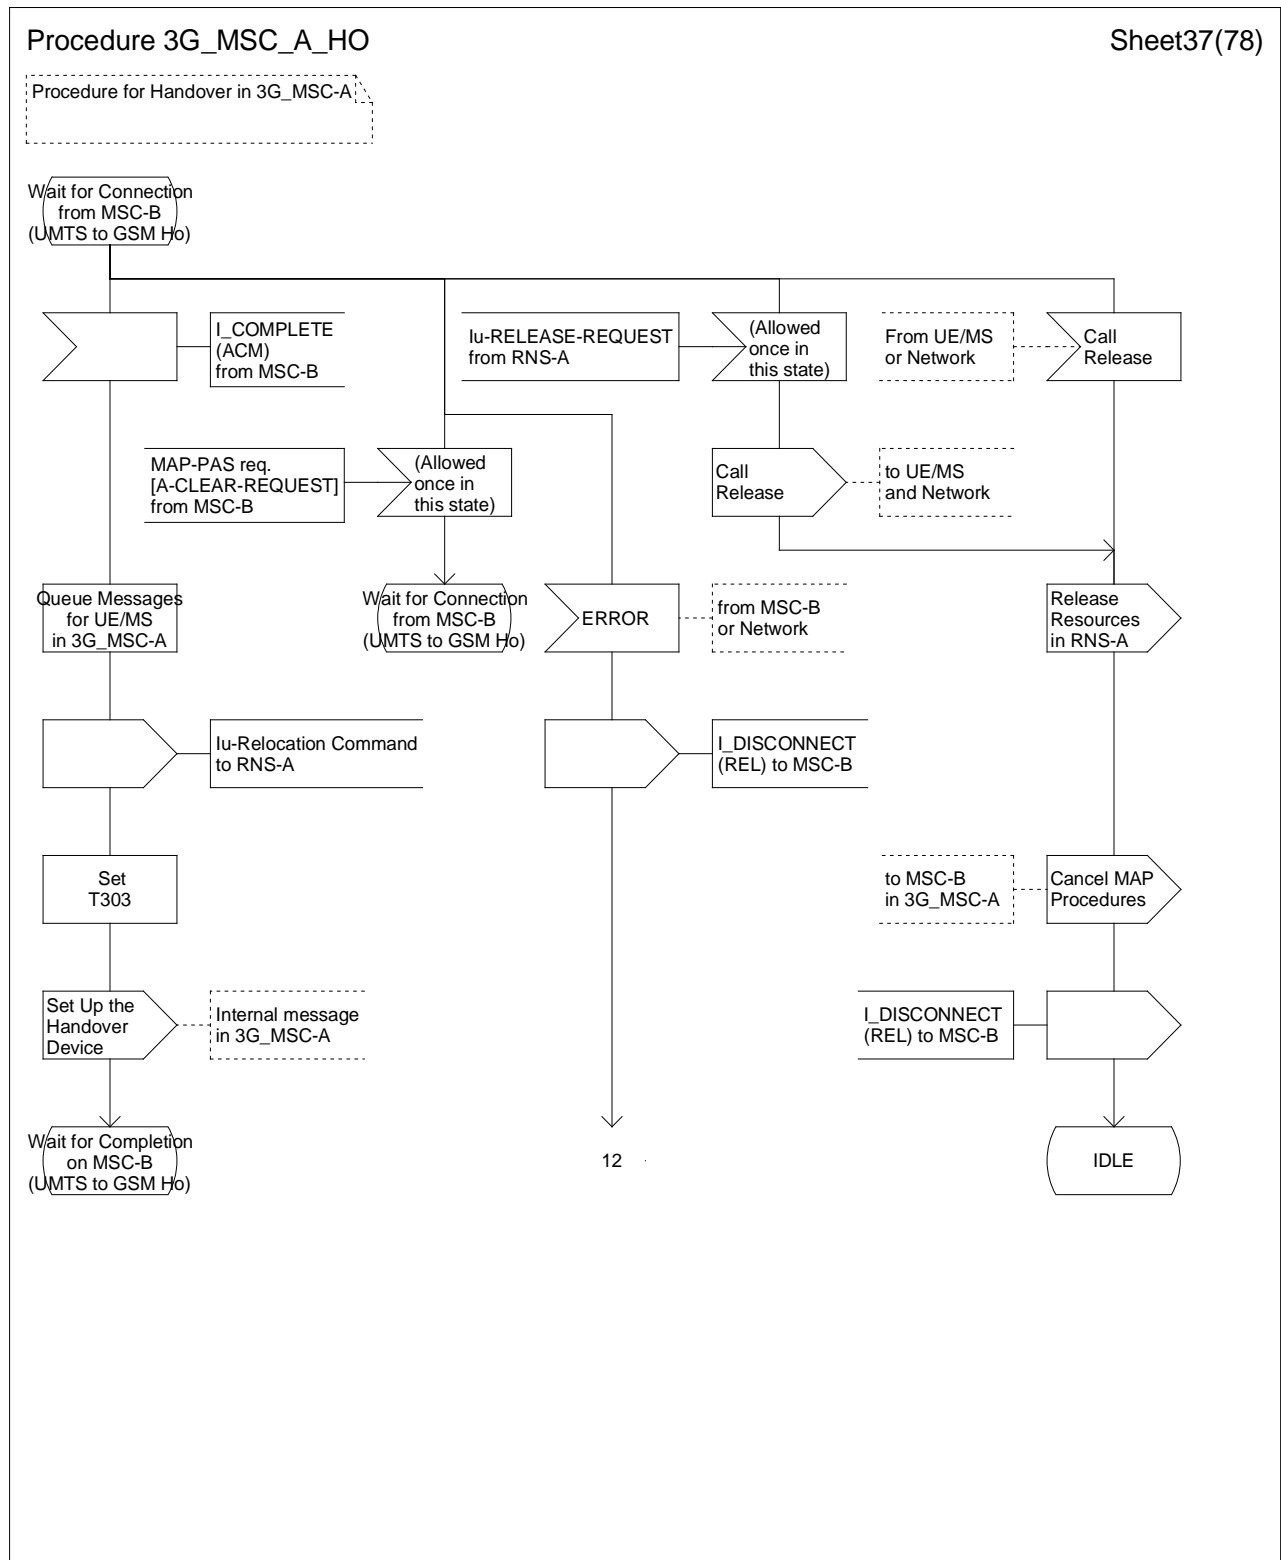 Procedure 3G_MSC_A_HO
Sheet37(78)
Procedure for Handover in 3G_MSC-A
Wait for Connection
from MSC-B
(UMTS to GSM Ho)
I_COMPLETE
(ACM)
from MSC-B
Iu-RELEASE-REQUEST
from RNS-A
(Allowed
once in
this state)
From UE/MS
or Network
Call
Release
MAP-PAS req.
[A-CLEAR-REQUEST]
from MSC-B
(Allowed
once in
this state)
Call
Release
to UE/MS
and Network
Queue Messages
for UE/MS
in 3G_MSC-A
Wait for Connection
from MSC-B
(UMTS to GSM Ho)
ERROR
from MSC-B
or Network
Release
Resources
in RNS-A
Iu-Relocation Command
to RNS-A
I_DISCONNECT
(REL) to MSC-B
Set
T303
to MSC-B
in 3G_MSC-A
Cancel MAP
Procedures
Set Up the
Handover
Device
Internal message
in 3G_MSC-A
I_DISCONNECT
(REL) to MSC-B
Wait for Completion
on MSC-B
(UMTS to GSM Ho)
12
IDLE